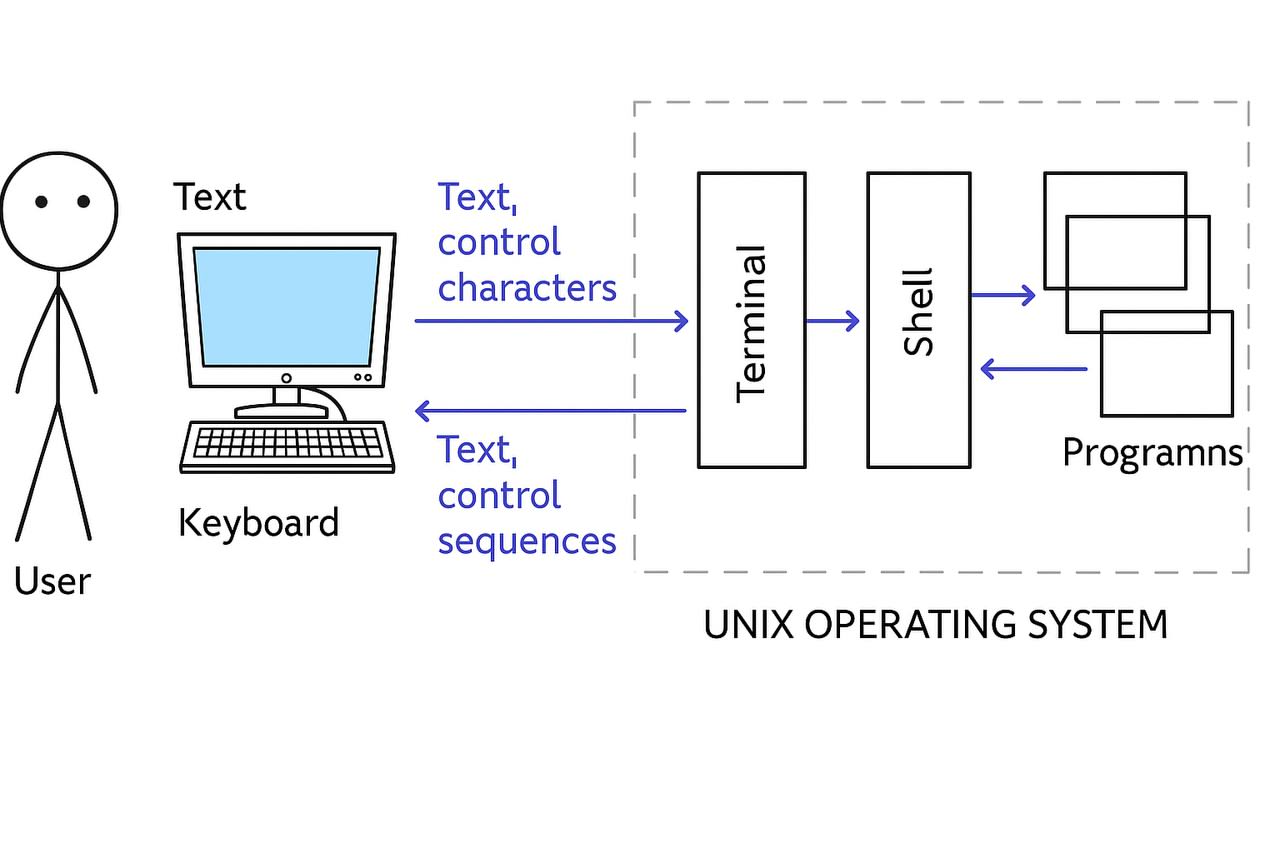 Text
Text,
control
characters
Terminal
Shell
Programns
Text,
control
sequences
Keyboard
User
UNIX OPERATING SYSTEM